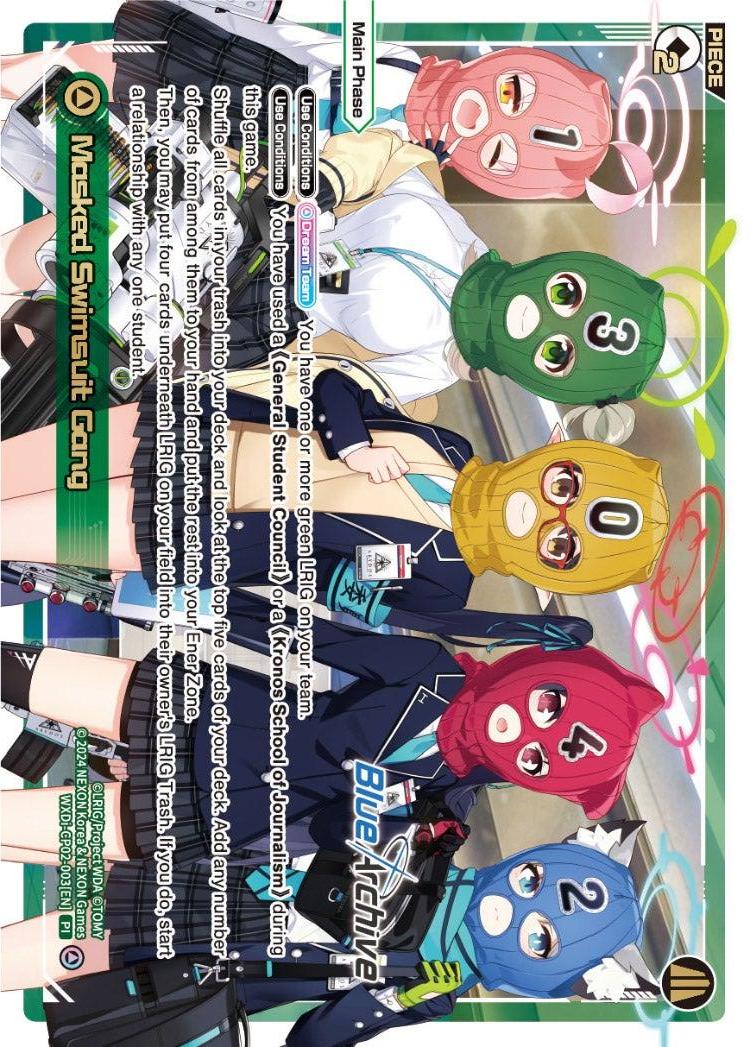 PIECE
2
Main Phase
1
3
0
4
2
Blue Archive
Use Conditions Dream Team You have one or more green LRIG on your team.
Use Conditions You have used a 《General Student Council》 or a 《Kronos School of Journalism》 during
this game.
Shuffle all cards in your trash into your deck and look at the top five cards of your deck. Add any number
of cards from among them to your hand and put the rest into your Ener Zone.
Then, you may put four cards underneath LRIG on your field into their owner's LRIG Trash. If you do, start
a relationship with any one student.
Masked Swimsuit Gang
©LRIG/Project WDA ©TOMY
© 2024 NEXON Korea & NEXON Games
WXDi-CP02-003[EN] PI